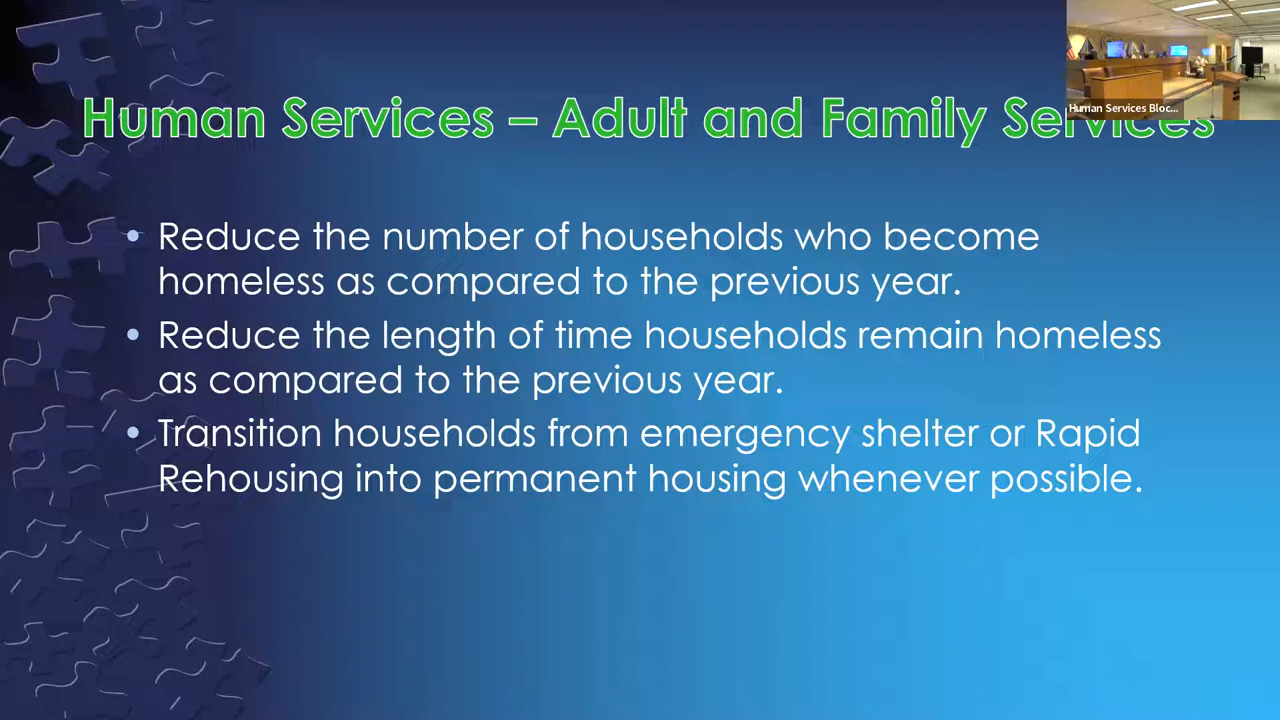 Human Services – Adult and Family Services
Human Services Bloc...
• Reduce the number of households who become
homeless as compared to the previous year.
• Reduce the length of time households remain homeless
as compared to the previous year.
• Transition households from emergency shelter or Rapid
Rehousing into permanent housing whenever possible.